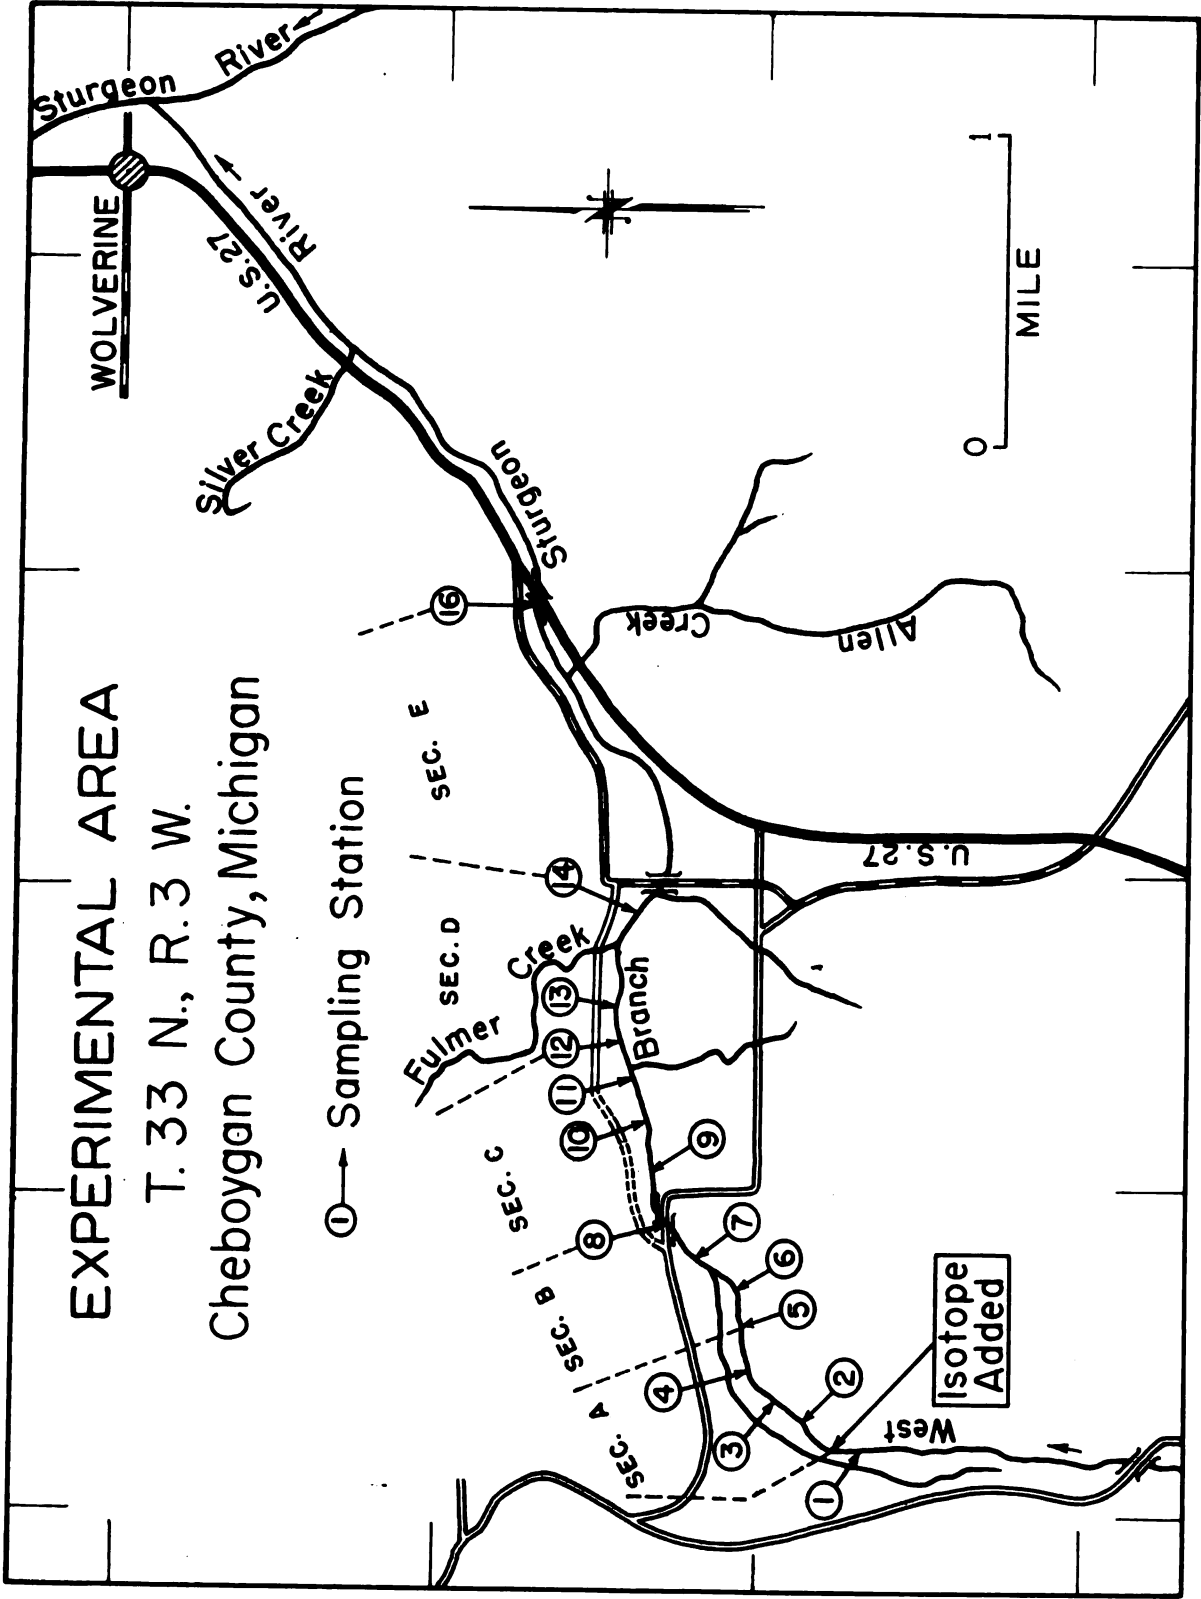 EXPERIMENTAL AREA
T. 33 N., R. 3 W.
Cheboygan County, Michigan
1 Sampling Station
WOLVERINE
Sturgeon River
U.S. 27
River
Silver Creek
Sturgeon
16
SEC. E
14
SEC. D
Fulmer Creek
13
12
11
10
Branch
9
SEC. C
8
7
6
SEC. B
5
4
SEC. A
3
2
1
West
Isotope
Added
Allen Creek
U.S. 27
0 1
MILE